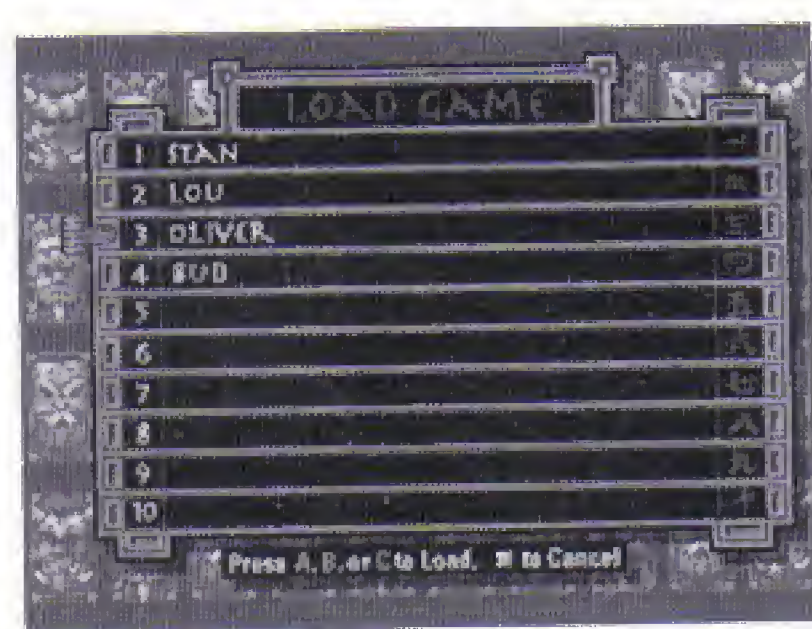 LOAD GAME
1 STAN
2 LOU
3 OLIVER
4 BUD
5
6
7
8
9
10
Press A, B, or C to Load. to Cancel